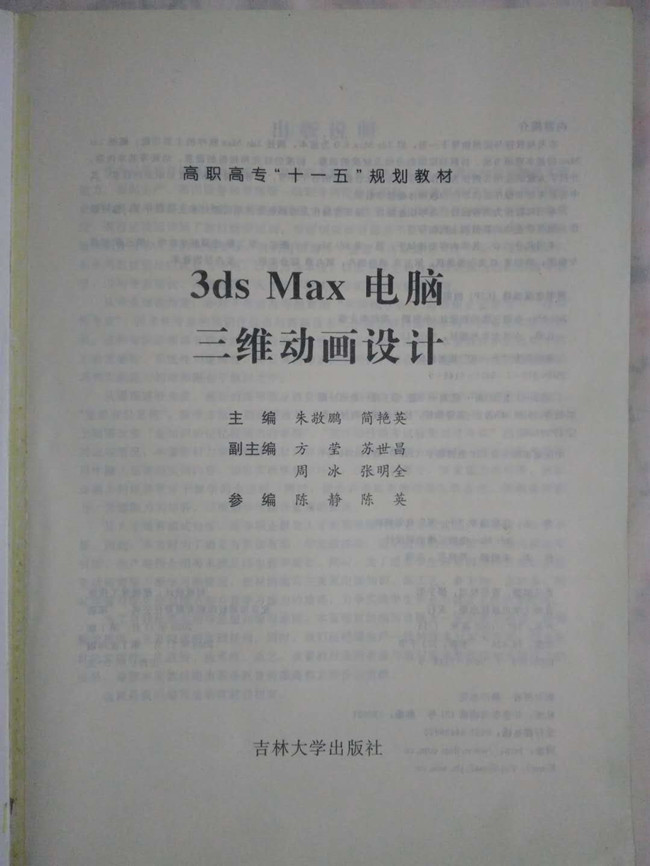 高职高专“十一五”规划教材
3ds Max 电脑
三维动画设计
主 编 朱敬鹏 简艳英
副主编 方 莹 苏世昌
周 冰 张明全
参 编 陈 静 陈 英
吉林大学出版社